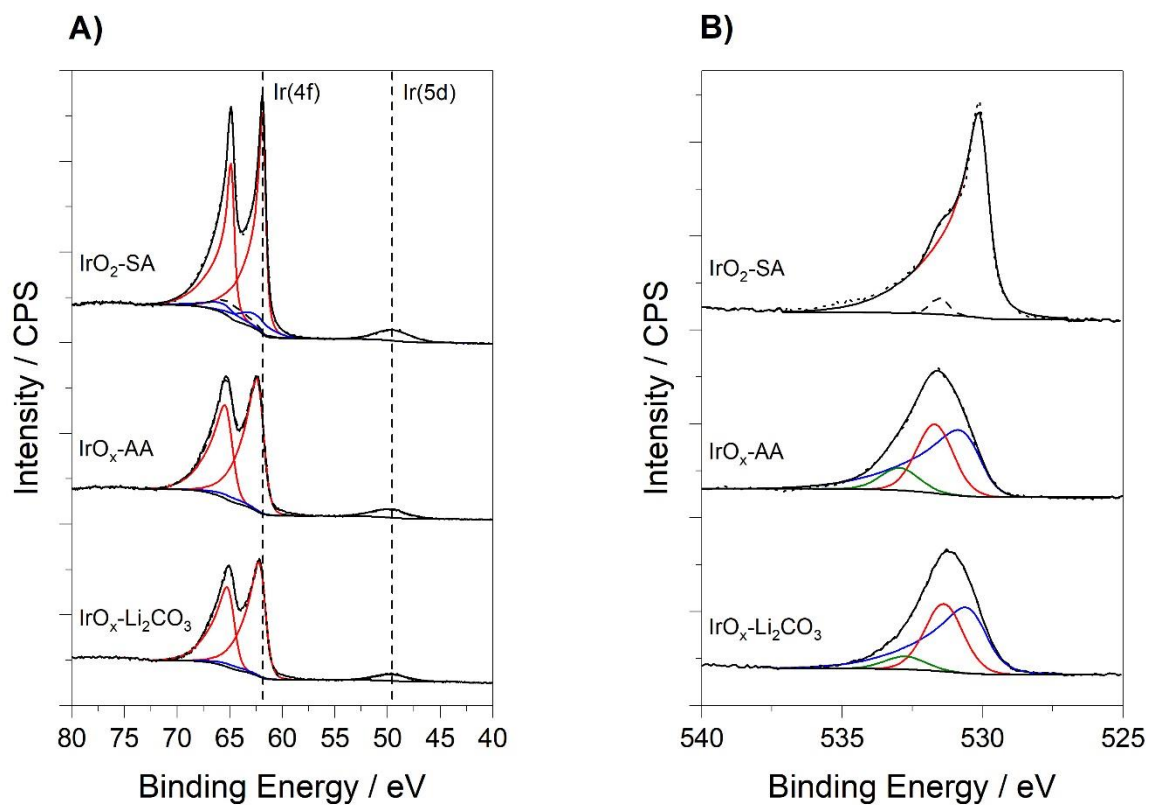 A)
Intensity / CPS
Ir(4f)
Ir(5d)
IrO₂-SA
IrOₓ-AA
IrOₓ-Li₂CO₃
80 75 70 65 60 55 50 45 40
Binding Energy / eV
B)
Intensity / CPS
IrO₂-SA
IrOₓ-AA
IrOₓ-Li₂CO₃
540 535 530 525
Binding Energy / eV